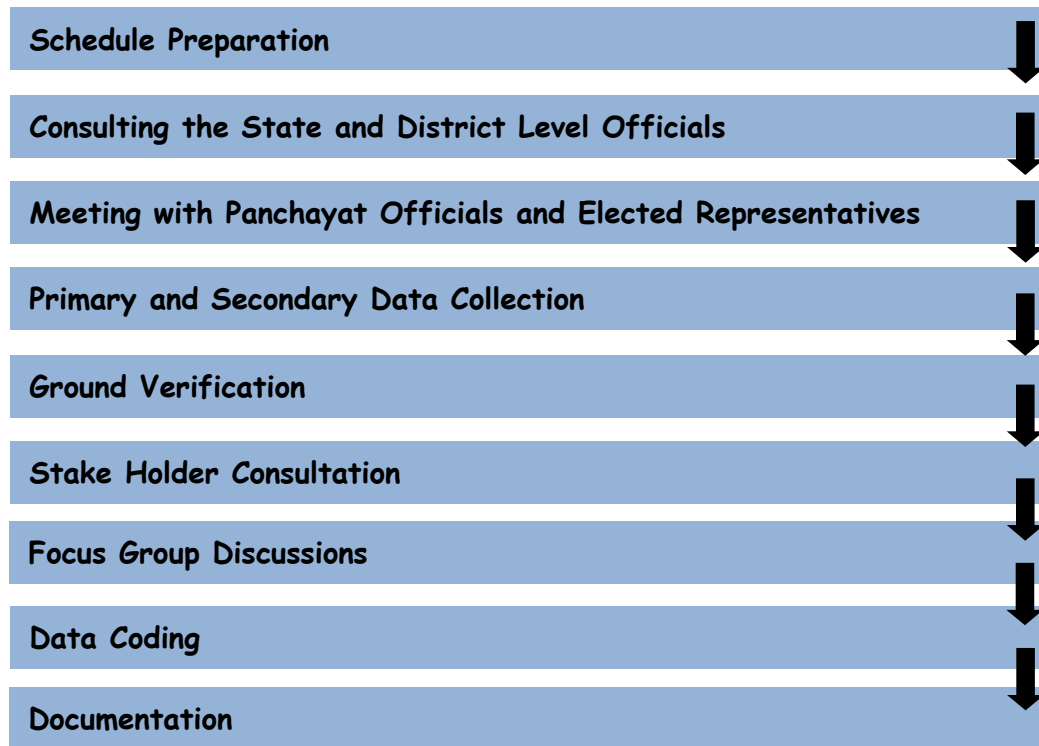 Schedule Preparation
Consulting the State and District Level Officials
Meeting with Panchayat Officials and Elected Representatives
Primary and Secondary Data Collection
Ground Verification
Stake Holder Consultation
Focus Group Discussions
Data Coding
Documentation